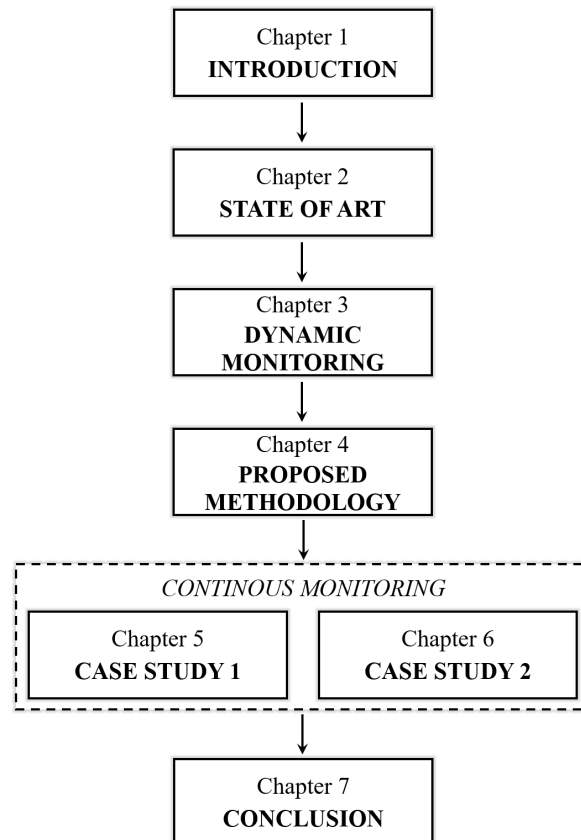 Chapter 1
INTRODUCTION
Chapter 2
STATE OF ART
Chapter 3
DYNAMIC
MONITORING
Chapter 4
PROPOSED
METHODOLOGY
CONTINOUS MONITORING
Chapter 5
CASE STUDY 1
Chapter 6
CASE STUDY 2
Chapter 7
CONCLUSION